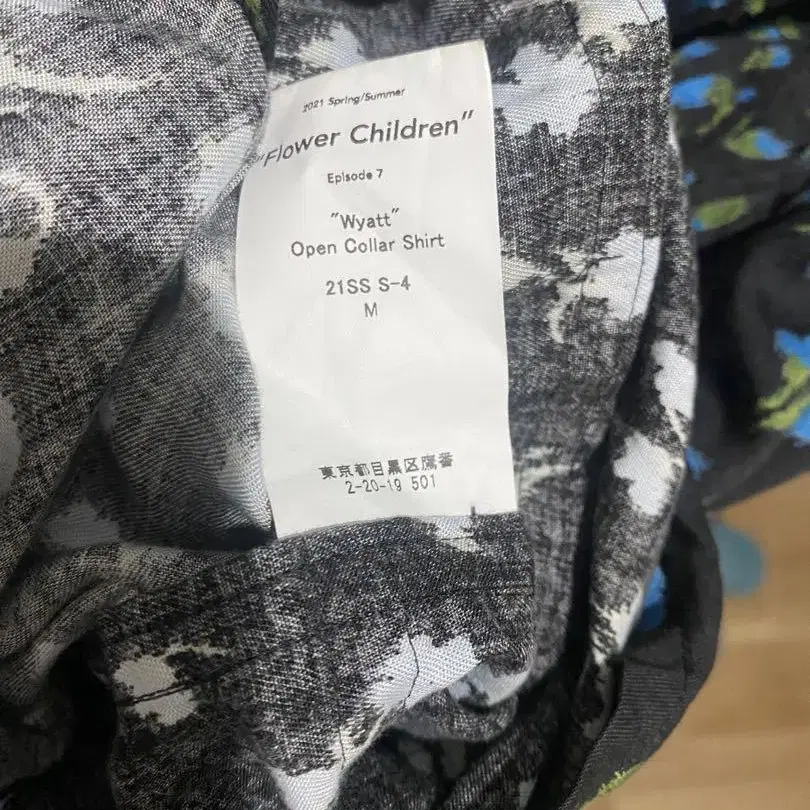 2021 Spring/Summer
"Flower Children"
Episode 7
"Wyatt"
Open Collar Shirt
21SS S-4
M
東京都目黒区鷹番
2-20-19 501